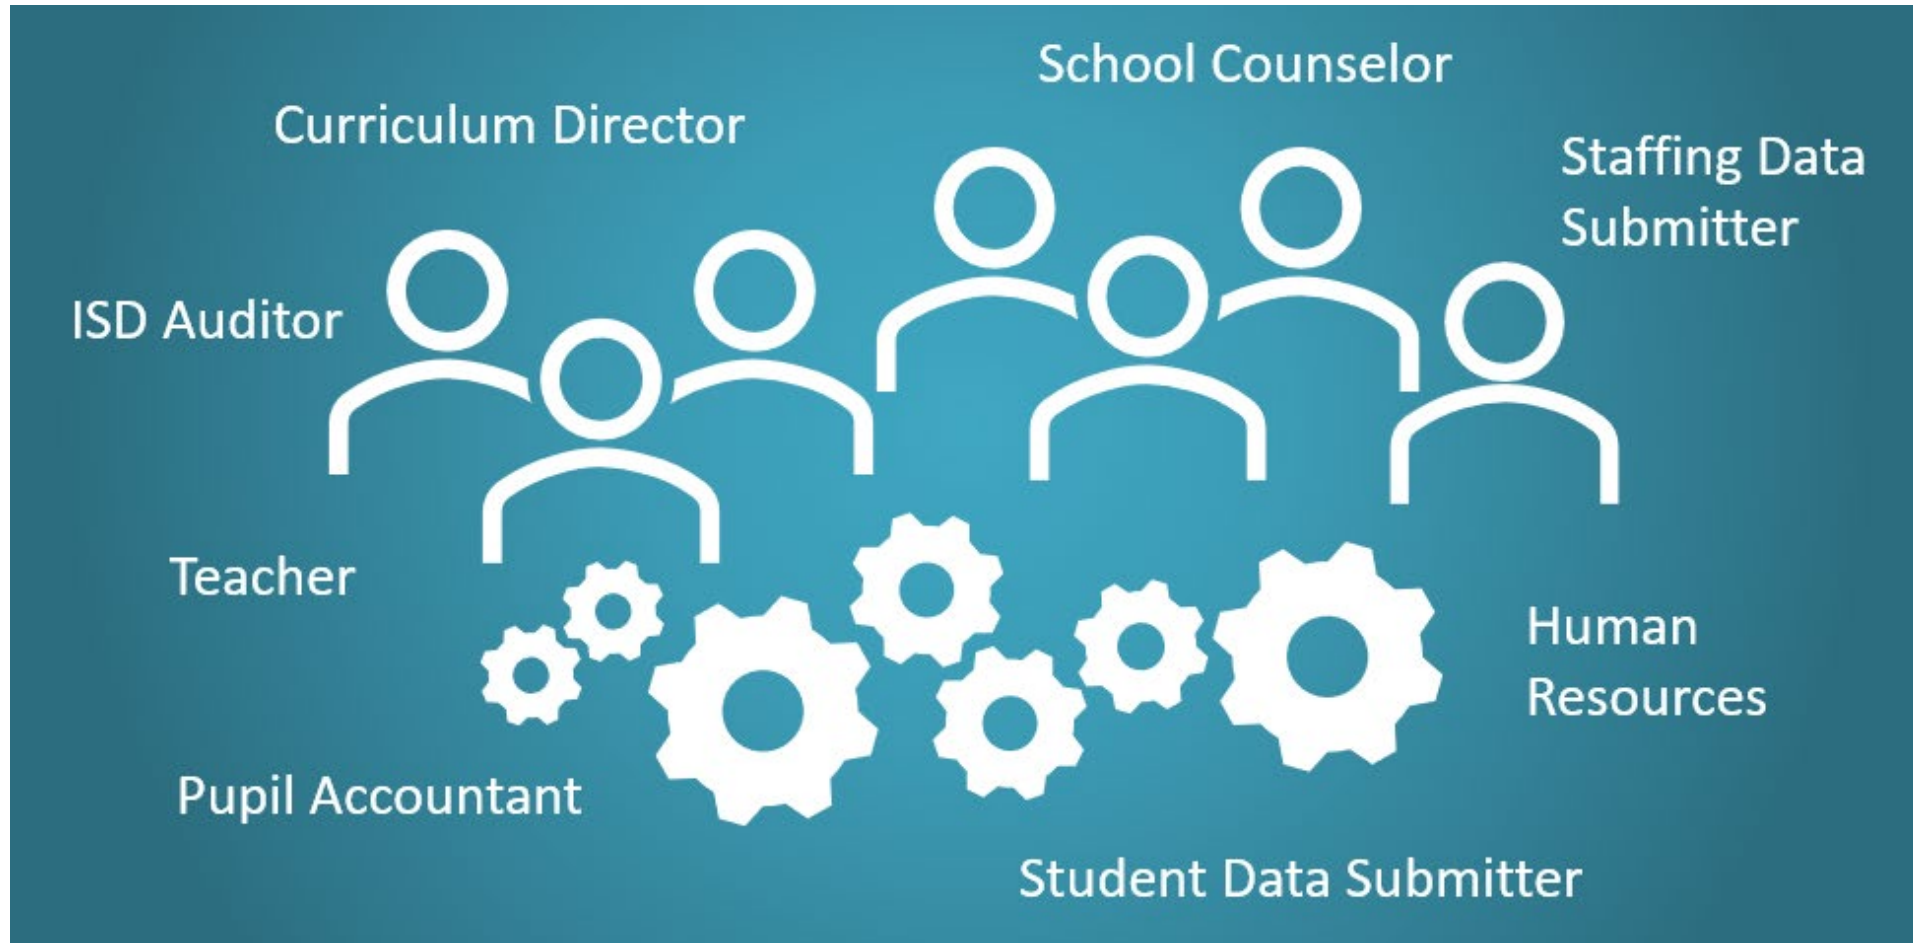 School Counselor
Curriculum Director
Staffing Data
Submitter
ISD Auditor
Teacher
Human
Resources
Pupil Accountant
Student Data Submitter